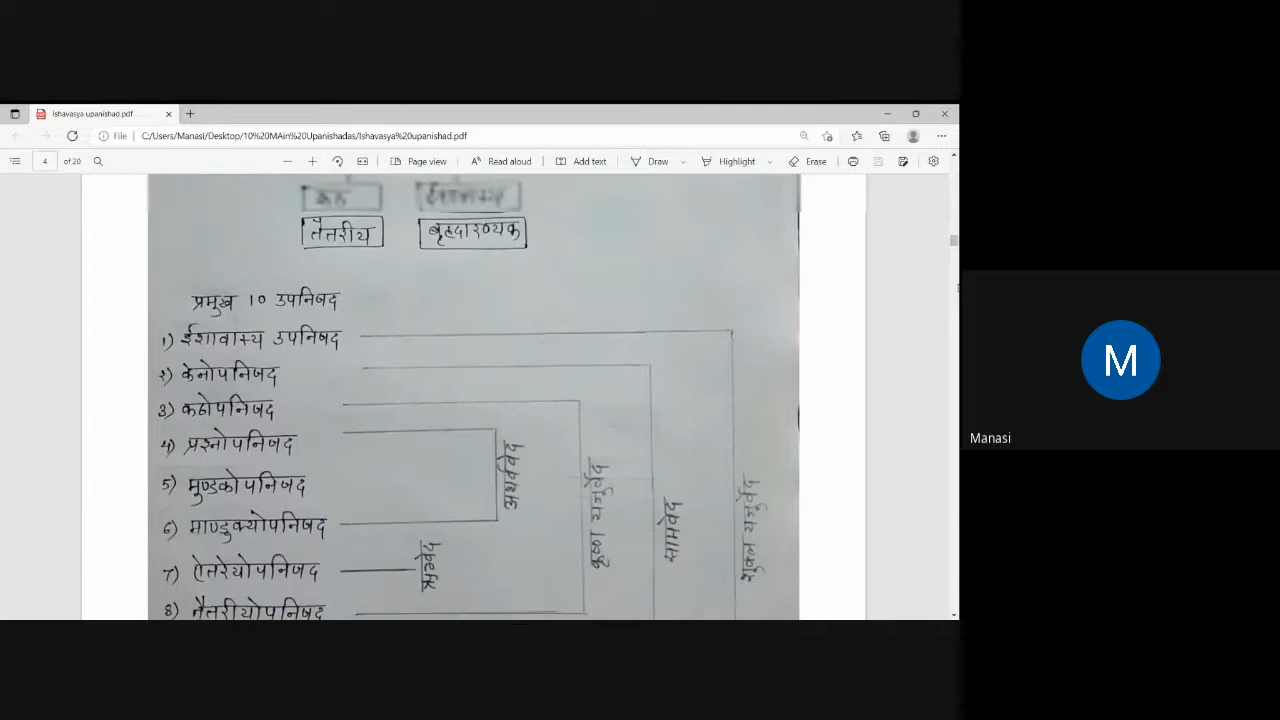 Ishavasya upanishad.pdf
File C:/Users/Manasi/Desktop/10%20MAin%20Upanishadas/Ishavasya%20upanishad.pdf
4 of 20 Page view Read aloud Add text Draw Highlight Erase
तैत्तरीय बृहदारण्यक
प्रमुख १० उपनिषद
१) ईशावास्य उपनिषद
२) केनोपनिषद
३) कठोपनिषद
४) प्रश्नोपनिषद
५) मुण्डकोपनिषद
६) माण्डुक्योपनिषद
७) ऐतरेयोपनिषद
८) तैत्तरीयोपनिषद
ऋग्वेद
अथर्ववेद
कृष्ण यजुर्वेद
सामवेद
शुक्ल यजुर्वेद
M
Manasi